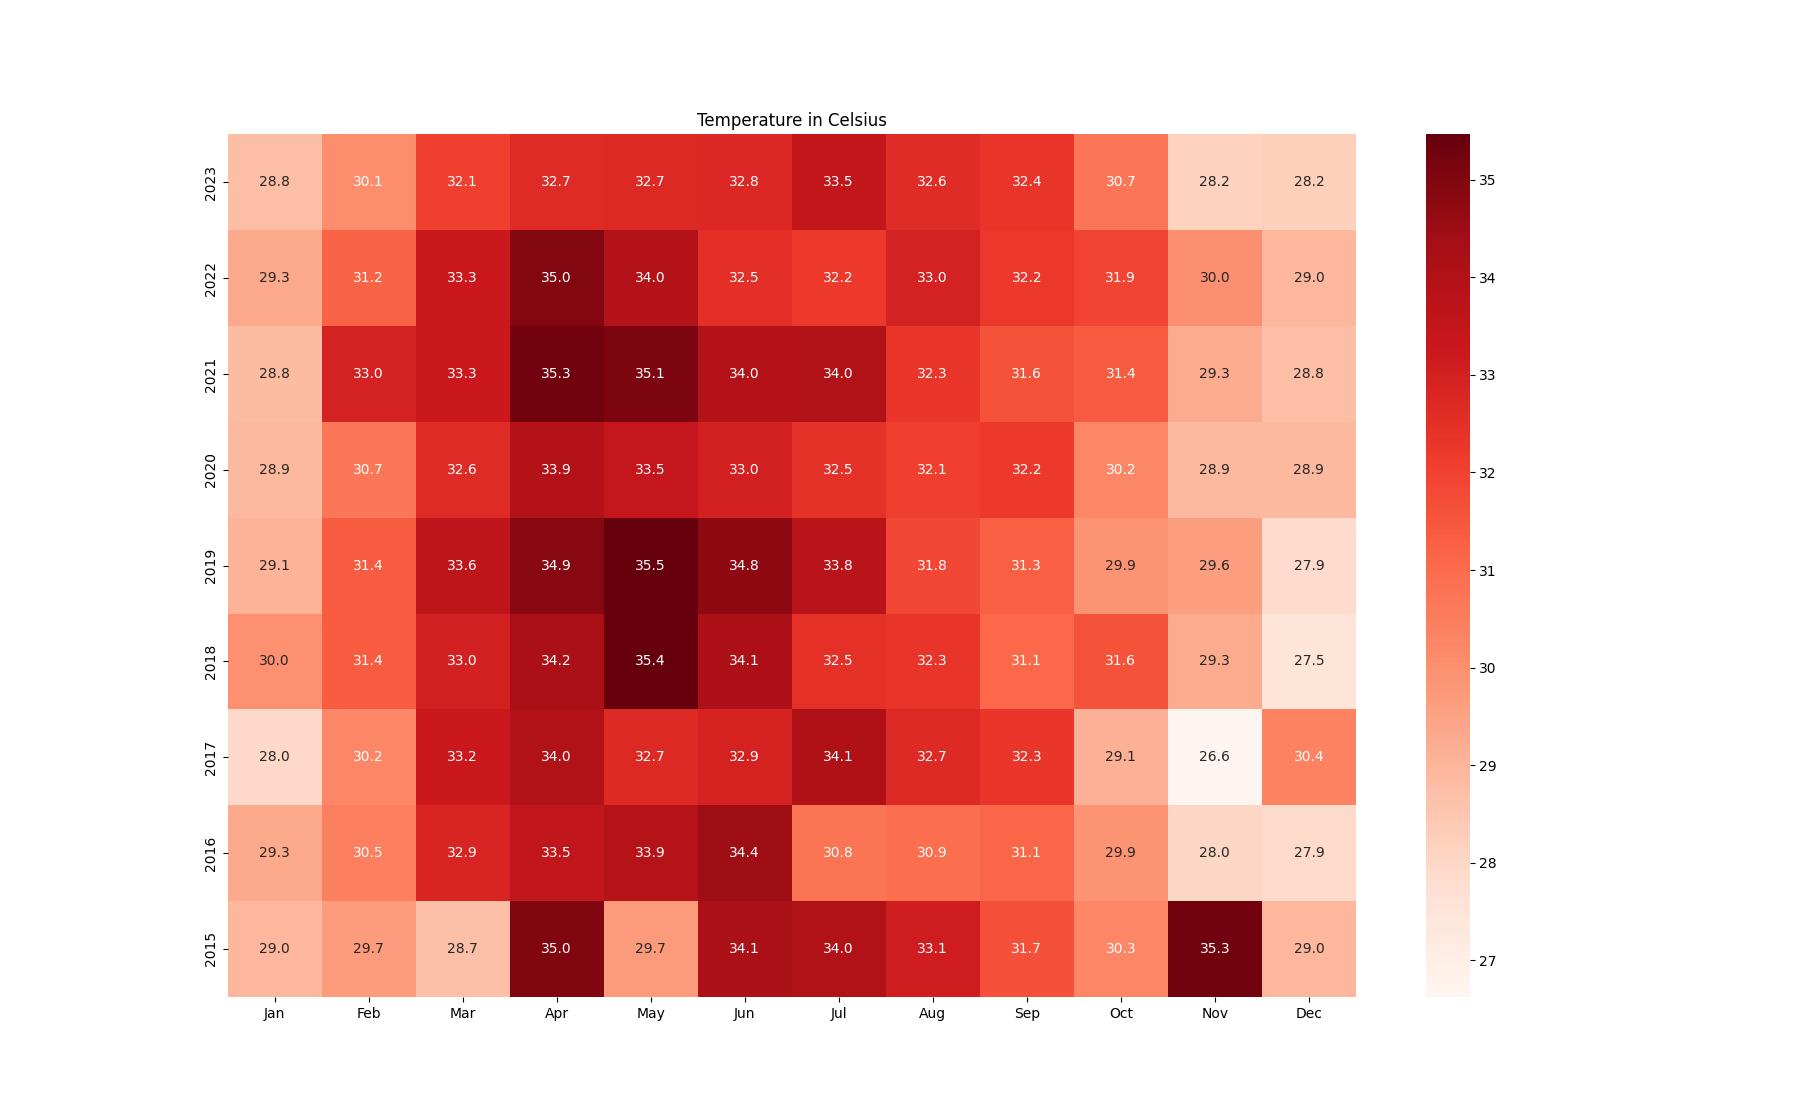 Temperature in Celsius
2023 28.8 30.1 32.1 32.7 32.7 32.8 33.5 32.6 32.4 30.7 28.2 28.2
2022 29.3 31.2 33.3 35.0 34.0 32.5 32.2 33.0 32.2 31.9 30.0 29.0
2021 28.8 33.0 33.3 35.3 35.1 34.0 34.0 32.3 31.6 31.4 29.3 28.8
2020 28.9 30.7 32.6 33.9 33.5 33.0 32.5 32.1 32.2 30.2 28.9 28.9
2019 29.1 31.4 33.6 34.9 35.5 34.8 33.8 31.8 31.3 29.9 29.6 27.9
2018 30.0 31.4 33.0 34.2 35.4 34.1 32.5 32.3 31.1 31.6 29.3 27.5
2017 28.0 30.2 33.2 34.0 32.7 32.9 34.1 32.7 32.3 29.1 26.6 30.4
2016 29.3 30.5 32.9 33.5 33.9 34.4 30.8 30.9 31.1 29.9 28.0 27.9
2015 29.0 29.7 28.7 35.0 29.7 34.1 34.0 33.1 31.7 30.3 35.3 29.0
Jan Feb Mar Apr May Jun Jul Aug Sep Oct Nov Dec
35
34
33
32
31
30
29
28
27